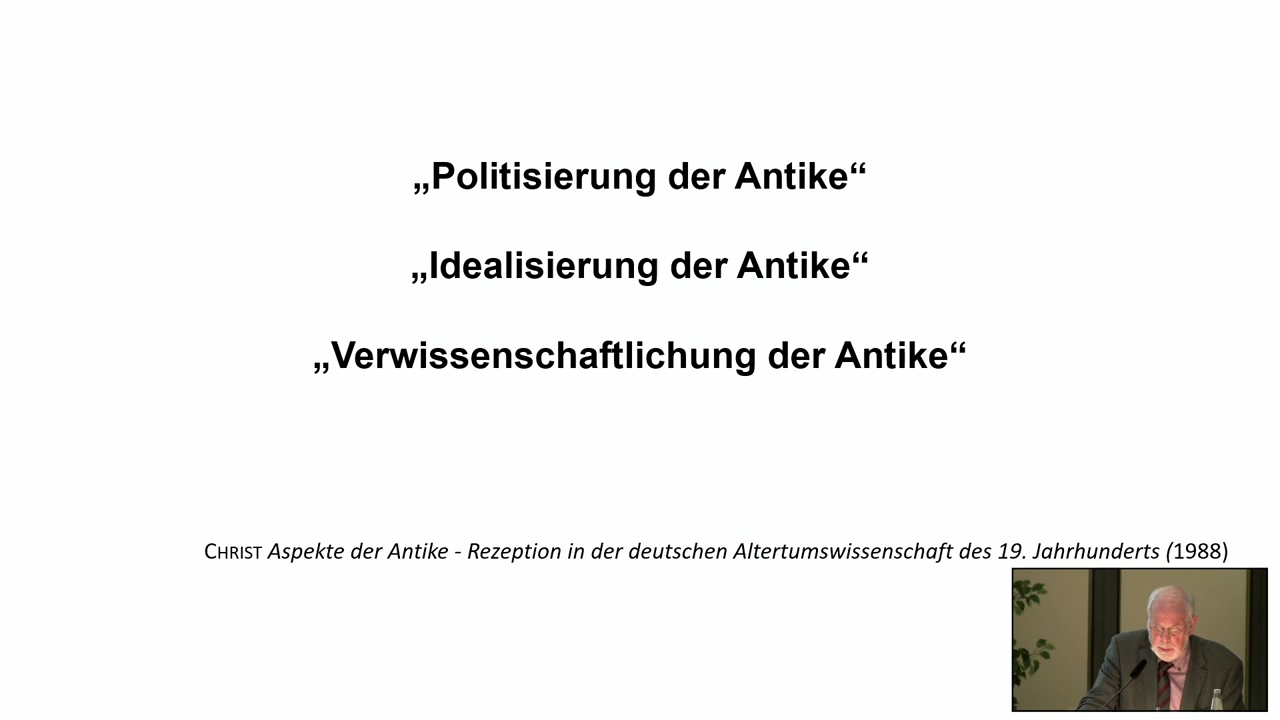 „Politisierung der Antike“
„Idealisierung der Antike“
„Verwissenschaftlichung der Antike“
CHRIST Aspekte der Antike - Rezeption in der deutschen Altertumswissenschaft des 19. Jahrhunderts (1988)